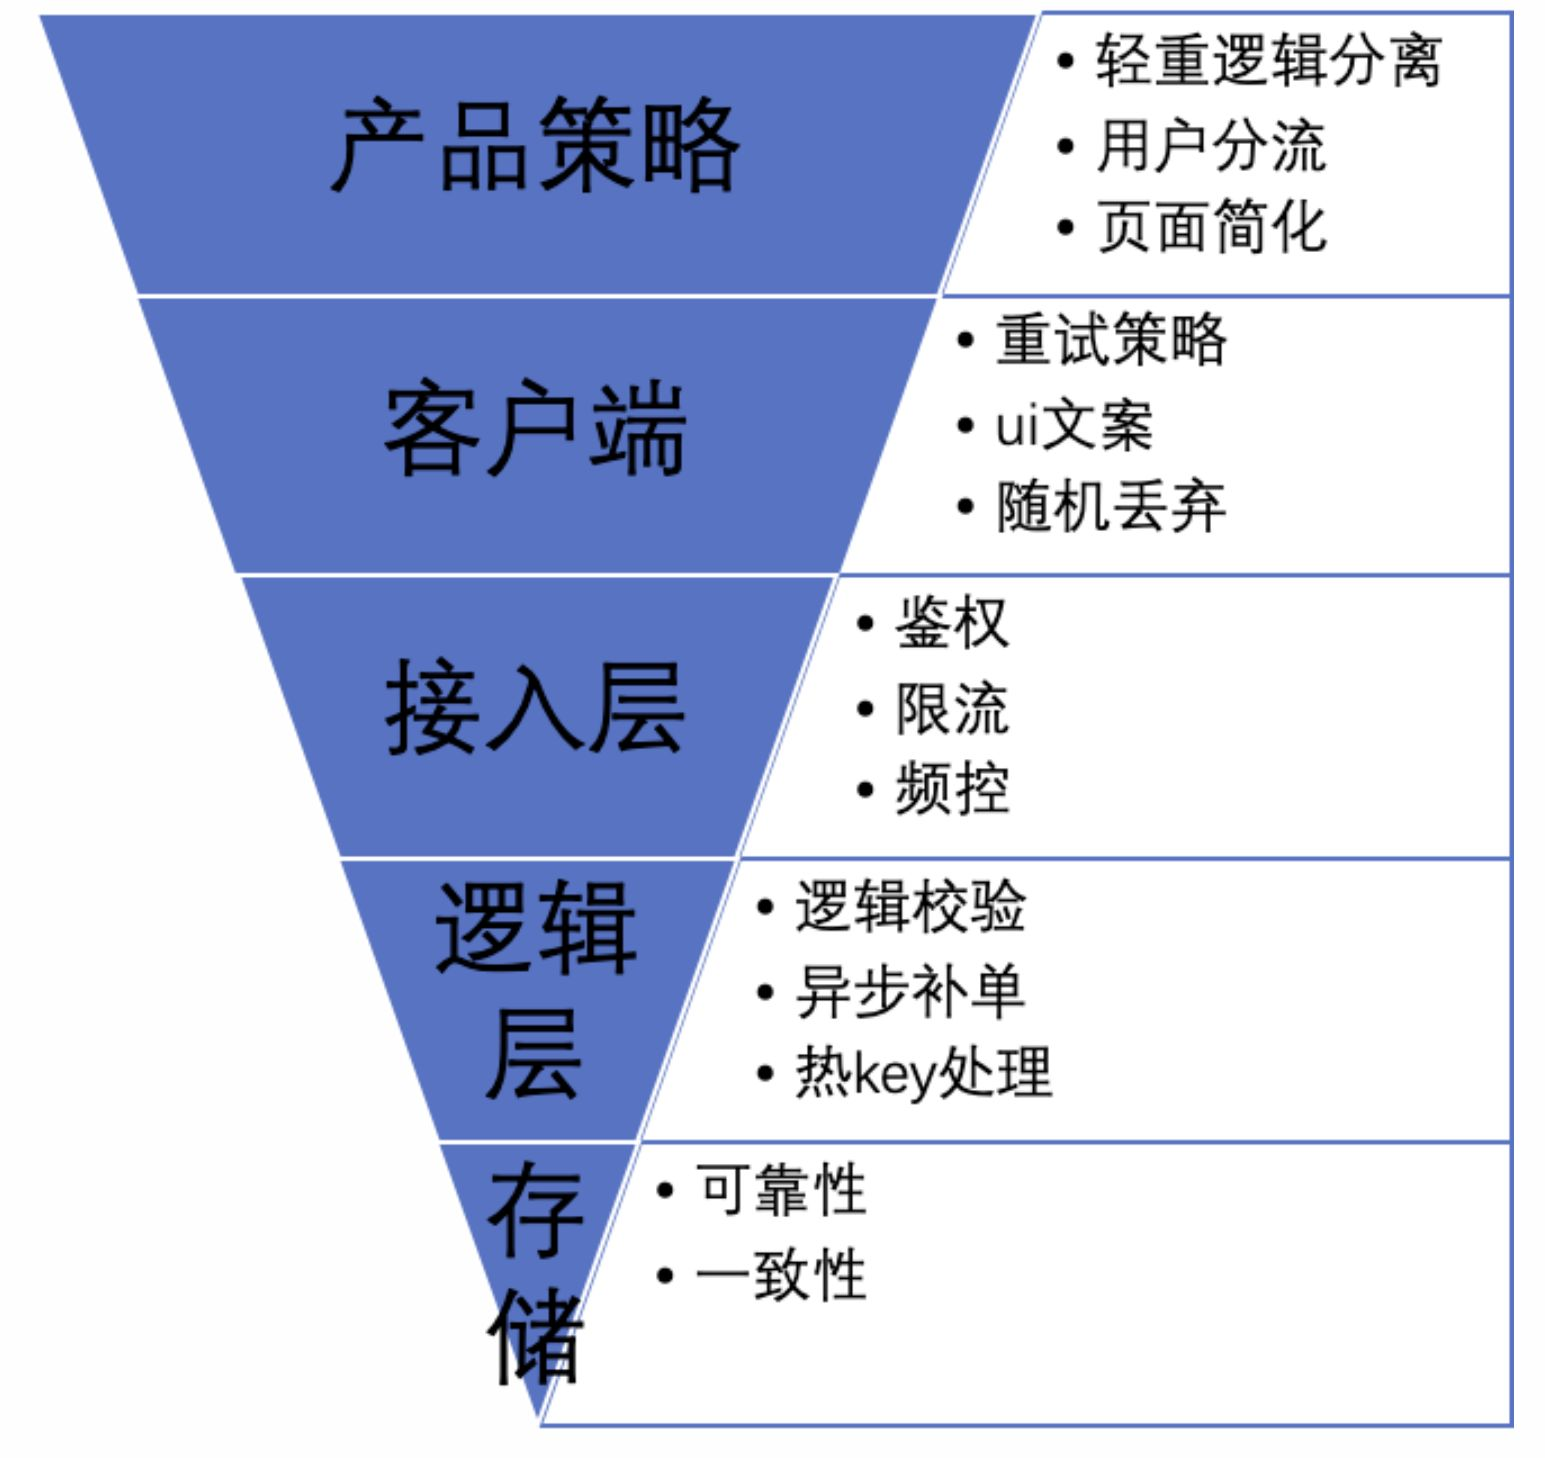 产品策略
• 轻重逻辑分离
• 用户分流
• 页面简化
客户端
• 重试策略
• ui文案
• 随机丢弃
接入层
• 鉴权
• 限流
• 频控
逻辑
层
• 逻辑校验
• 异步补单
• 热key处理
存
储
• 可靠性
• 一致性